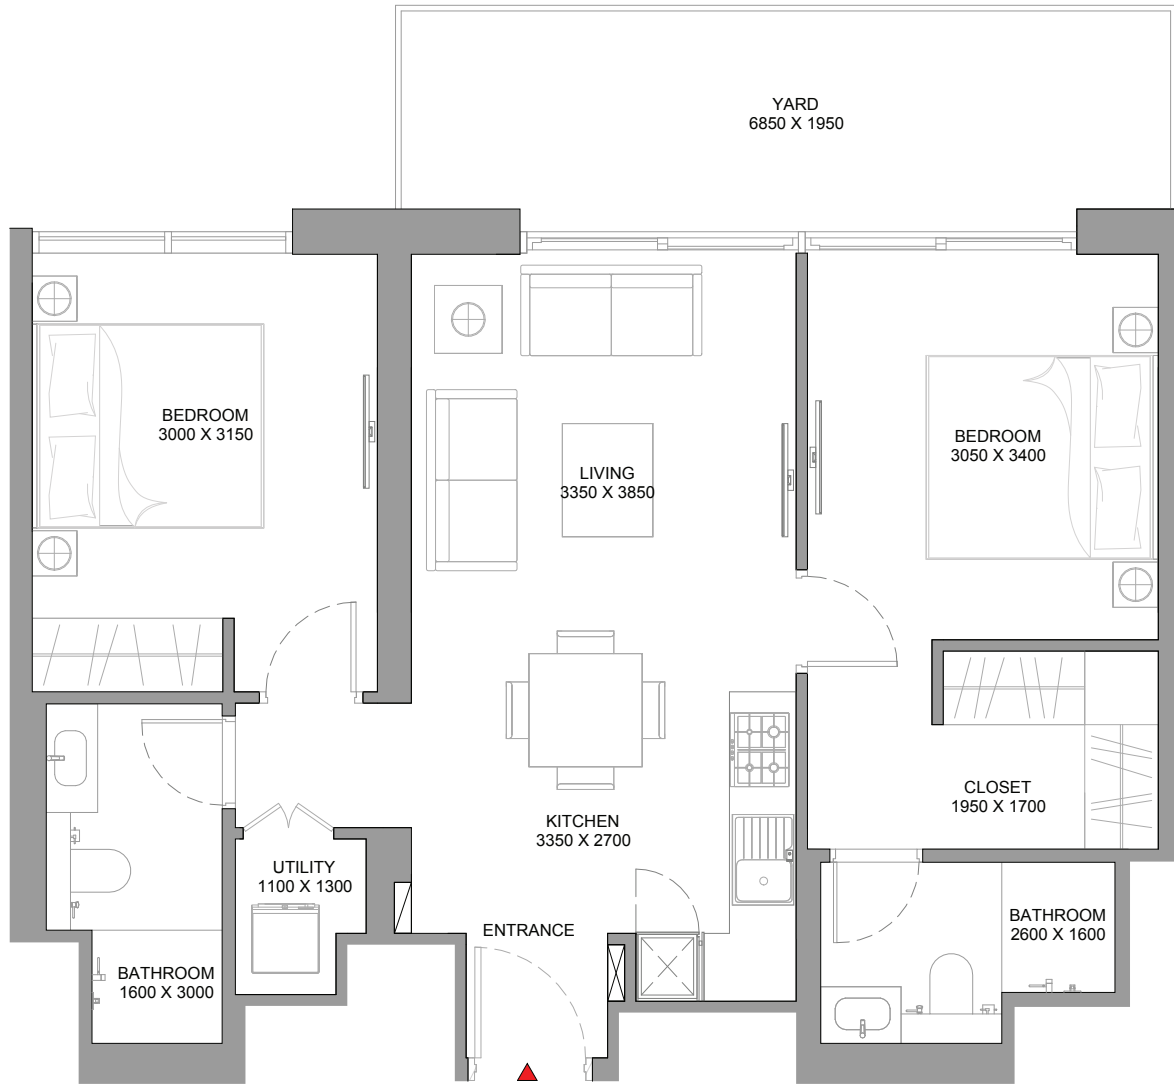 YARD
6850 X 1950
BEDROOM
3000 X 3150
LIVING
3350 X 3850
BEDROOM
3050 X 3400
CLOSET
1950 X 1700
KITCHEN
3350 X 2700
UTILITY
1100 X 1300
ENTRANCE
BATHROOM
2600 X 1600
BATHROOM
1600 X 3000